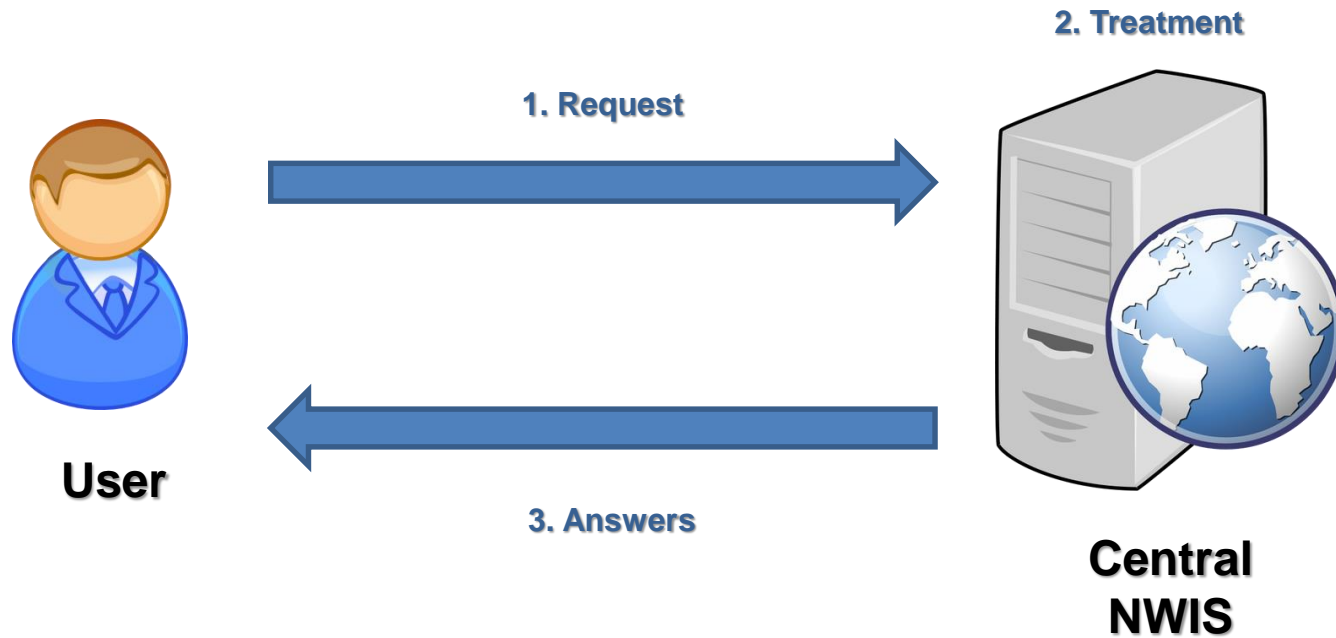 2. Treatment
1. Request
User
3. Answers
Central
NWIS